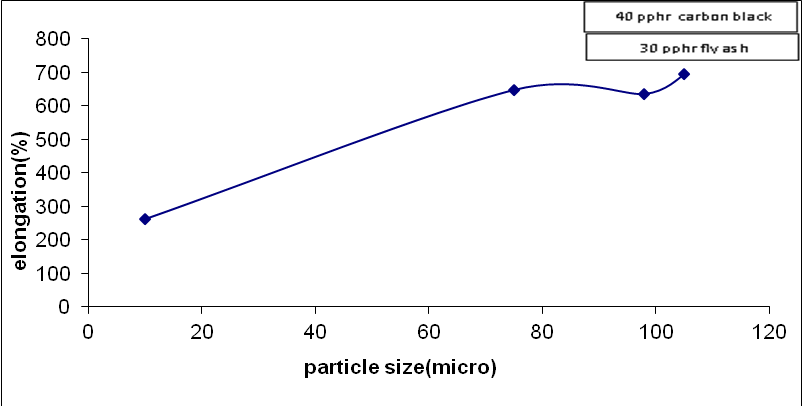 40 pphr carbon black
30 pphr fly ash
800
700
600
500
400
300
200
100
0
elongation(%)
0 20 40 60 80 100 120
particle size(micro)